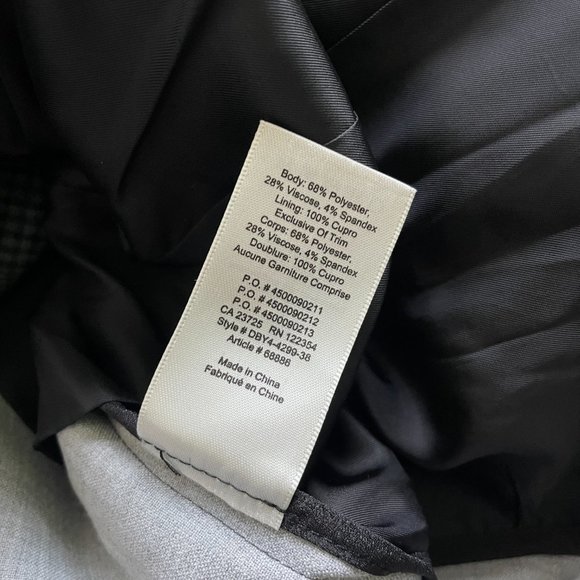 Body: 68% Polyester,
28% Viscose, 4% Spandex
Lining: 100% Cupro
Exclusive Of Trim
Corps: 68% Polyester,
28% Viscose, 4% Spandex
Doublure: 100% Cupro
Aucune Garniture Comprise
P.O. # 4500090211
P.O. # 4500090212
P.O. # 4500090213
CA 23725 RN 122364
Style # DBY4-4299-38
Article # 68886
Made in China
Fabriqué en Chine